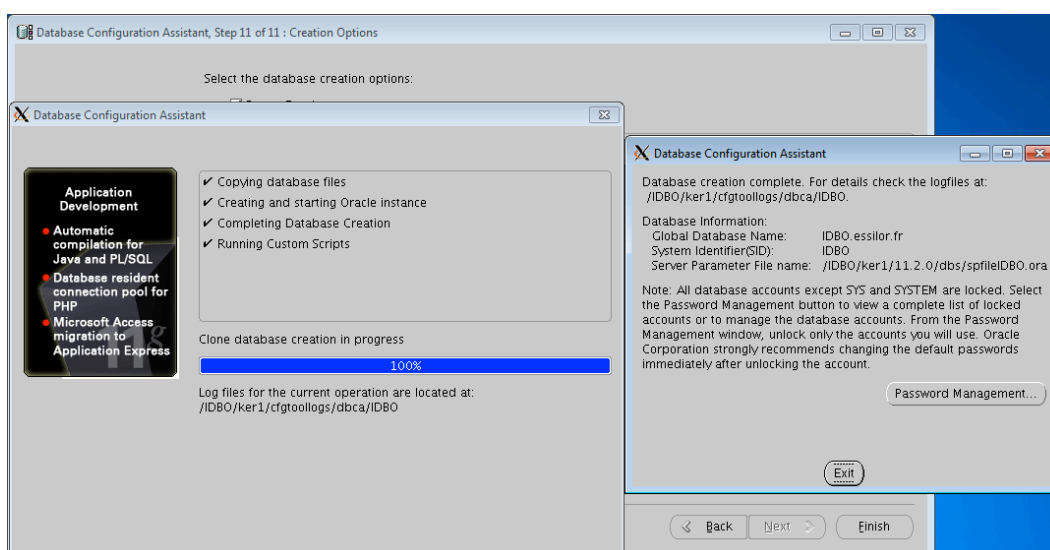 Database Configuration Assistant, Step 11 of 11 : Creation Options
Select the database creation options:
Database Configuration Assistant
Application
Development
Automatic
compilation for
Java and PL/SQL
Database resident
connection pool for
PHP
Microsoft Access
migration to
Application Express
11g
Copying database files
Creating and starting Oracle instance
Completing Database Creation
Running Custom Scripts
Clone database creation in progress
100%
Log files for the current operation are located at:
/IDBO/ker1/cfgtoollogs/dbca/IDBO
Database Configuration Assistant
Database creation complete. For details check the logfiles at:
/IDBO/ker1/cfgtoollogs/dbca/IDBO.
Database Information:
Global Database Name: IDBO.essilor.fr
System Identifier(SID): IDBO
Server Parameter File name: /IDBO/ker1/11.2.0/dbs/spfileIDBO.ora
Note: All database accounts except SYS and SYSTEM are locked. Select
the Password Management button to view a complete list of locked
accounts or to manage the database accounts. From the Password
Management window, unlock only the accounts you will use. Oracle
Corporation strongly recommends changing the default passwords
immediately after unlocking the account.
Password Management...
Exit
Back
Next
Finish